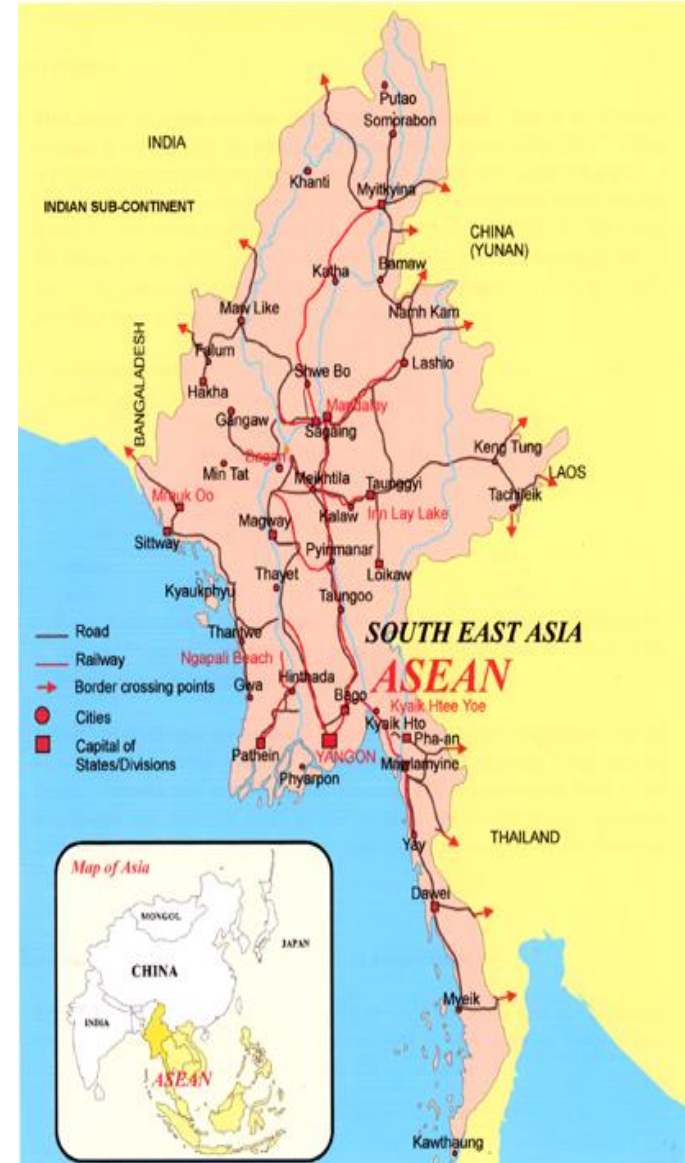 Putao
Somprabon
INDIA
Khanti
Myitkyina
INDIAN SUB-CONTINENT
CHINA
(YUNAN)
Bamaw
Katha
Namh Kam
Maw Like
BANGALADESH
Falum
Shwe Bo
Lashio
Hakha
Mandalay
Gangaw
Sagaing
Keng Tung
Bagan
Min Tat
Meikhtila
Taunggyi
LAOS
Mrauk Oo
Tachileik
Kalaw
Inn Lay Lake
Magway
Sittway
Pyinmanar
Thayet
Loikaw
Kyaukphyu
Taungoo
Road
Thantwe
SOUTH EAST ASIA
Railway
Ngapali Beach
ASEAN
Border crossing points
Gwa
Hinthada
Bago
Kyaik Htee Yoe
Cities
Kyaik Hto
Capital of
States/Divisions
Pathein
YANGON
Pha-an
Mawlamyine
Phyarpon
THAILAND
Yay
Map of Asia
Dawei
MONGOL
JAPAN
CHINA
Myeik
INDIA
ASEAN
Kawthaung